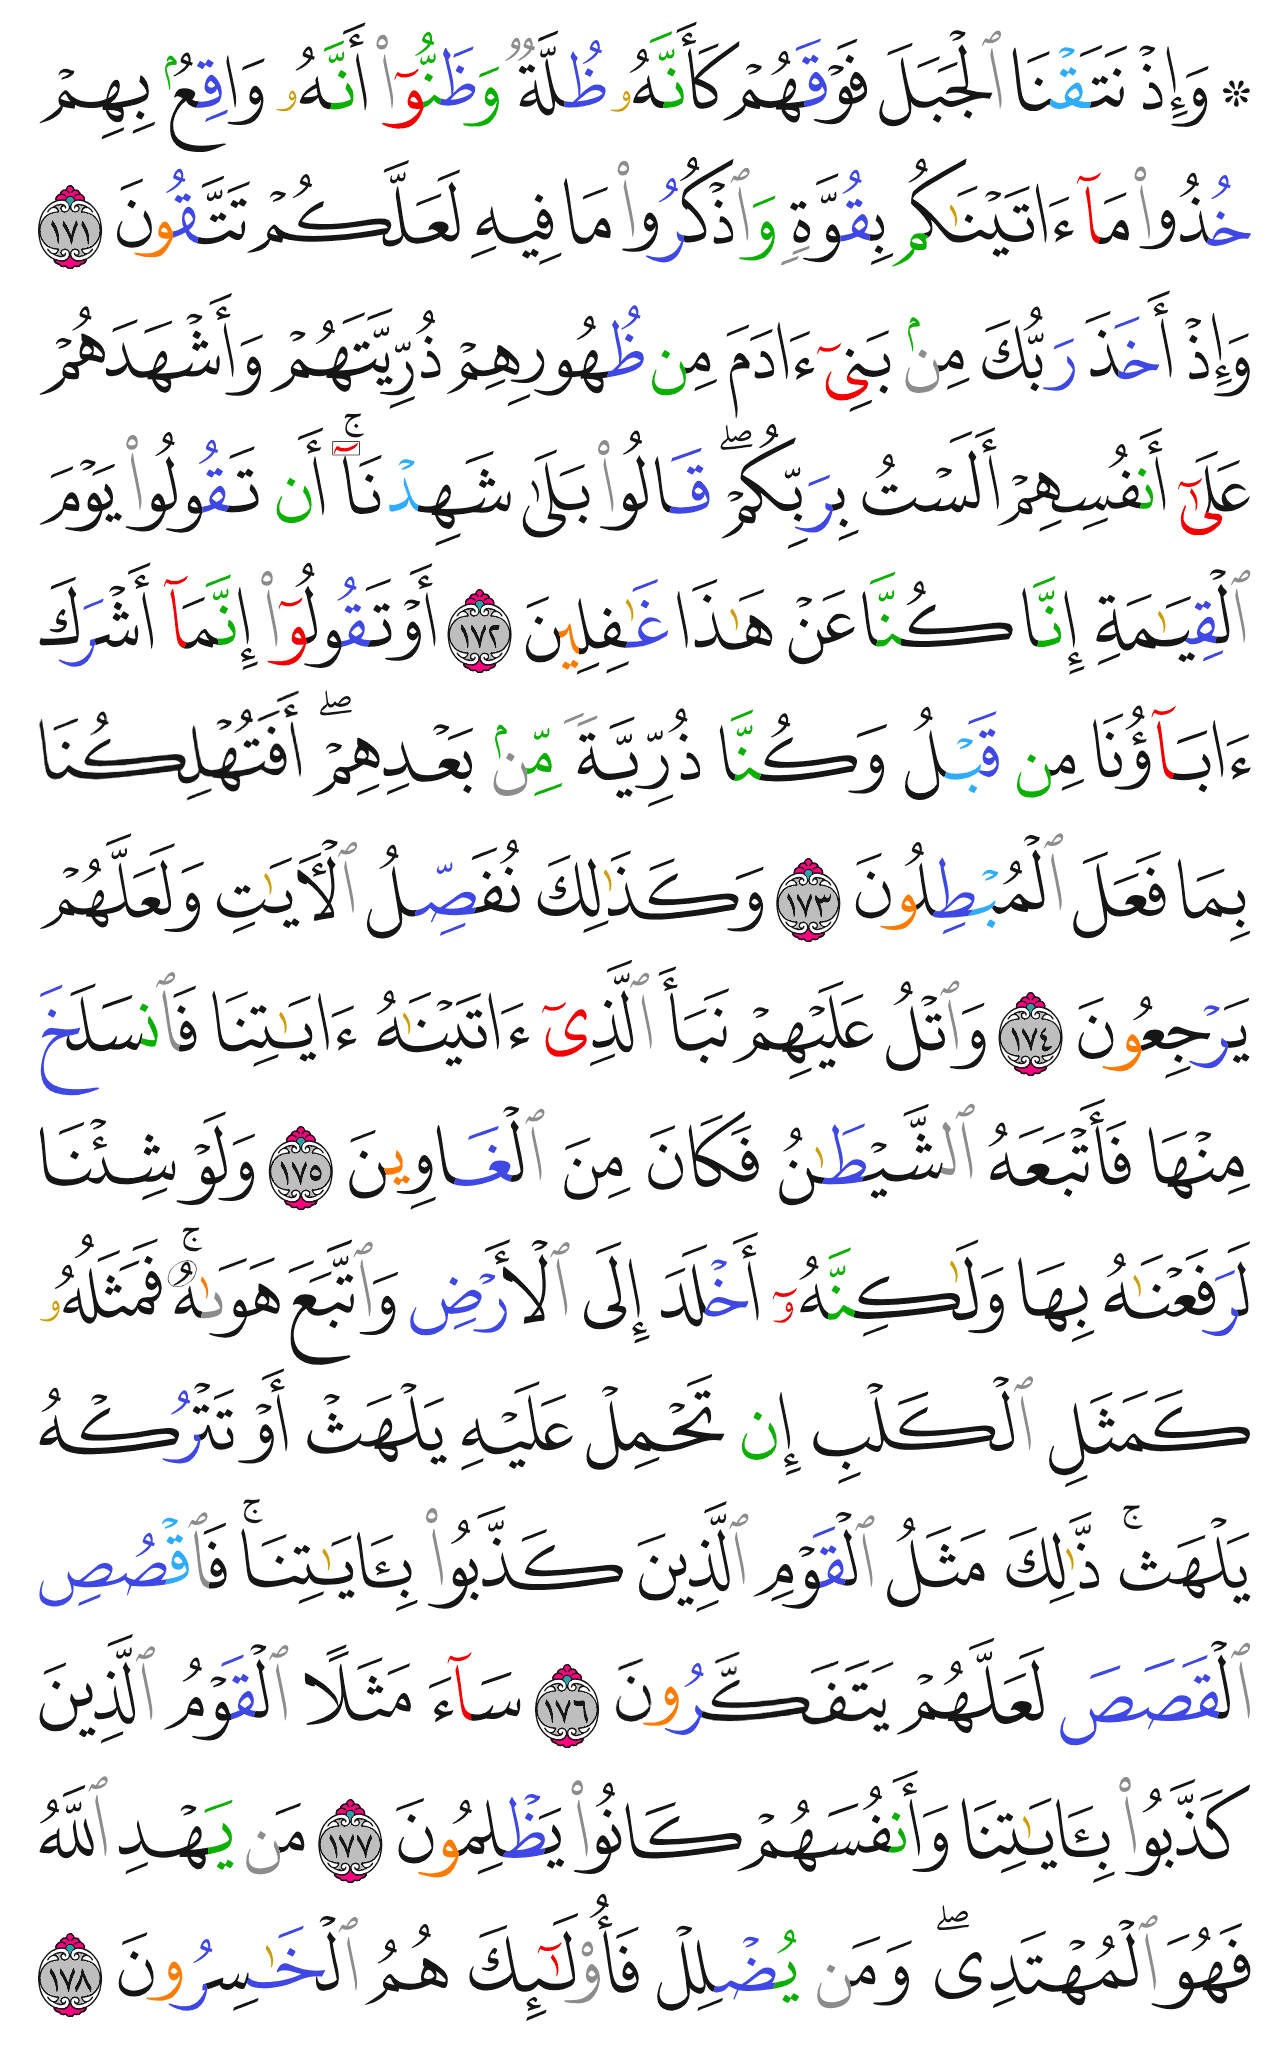 ۞ وَإِذْ نَتَقْنَا ٱلْجَبَلَ فَوْقَهُمْ كَأَنَّهُۥ ظُلَّةٌ وَظَنُّوٓا۟ أَنَّهُۥ وَاقِعٌۢ بِهِمْ
خُذُوا۟ مَآ ءَاتَيْنَـٰكُم بِقُوَّةٍ وَٱذْكُرُوا۟ مَا فِيهِ لَعَلَّكُمْ تَتَّقُونَ ١٧١
وَإِذْ أَخَذَ رَبُّكَ مِنۢ بَنِىٓ ءَادَمَ مِن ظُهُورِهِمْ ذُرِّيَّتَهُمْ وَأَشْهَدَهُمْ
عَلَىٰٓ أَنفُسِهِمْ أَلَسْتُ بِرَبِّكُمْ ۖ قَالُوا۟ بَلَىٰ شَهِدْنَآ ۚ أَن تَقُولُوا۟ يَوْمَ
ٱلْقِيَـٰمَةِ إِنَّا كُنَّا عَنْ هَـٰذَا غَـٰفِلِينَ ١٧٢ أَوْ تَقُولُوٓا۟ إِنَّمَآ أَشْرَكَ
ءَابَآؤُنَا مِن قَبْلُ وَكُنَّا ذُرِّيَّةً مِّنۢ بَعْدِهِمْ ۖ أَفَتُهْلِكُنَا
بِمَا فَعَلَ ٱلْمُبْطِلُونَ ١٧٣ وَكَذَٰلِكَ نُفَصِّلُ ٱلْـَٔايَـٰتِ وَلَعَلَّهُمْ
يَرْجِعُونَ ١٧٤ وَٱتْلُ عَلَيْهِمْ نَبَأَ ٱلَّذِىٓ ءَاتَيْنَـٰهُ ءَايَـٰتِنَا فَٱنسَلَخَ
مِنْهَا فَأَتْبَعَهُ ٱلشَّيْطَـٰنُ فَكَانَ مِنَ ٱلْغَاوِينَ ١٧٥ وَلَوْ شِئْنَا
لَرَفَعْنَـٰهُ بِهَا وَلَـٰكِنَّهُۥٓ أَخْلَدَ إِلَى ٱلْأَرْضِ وَٱتَّبَعَ هَوَىٰهُ ۚ فَمَثَلُهُۥ
كَمَثَلِ ٱلْكَلْبِ إِن تَحْمِلْ عَلَيْهِ يَلْهَثْ أَوْ تَتْرُكْهُ
يَلْهَث ۚ ذَّٰلِكَ مَثَلُ ٱلْقَوْمِ ٱلَّذِينَ كَذَّبُوا۟ بِـَٔايَـٰتِنَا ۚ فَٱقْصُصِ
ٱلْقَصَصَ لَعَلَّهُمْ يَتَفَكَّرُونَ ١٧٦ سَآءَ مَثَلًا ٱلْقَوْمُ ٱلَّذِينَ
كَذَّبُوا۟ بِـَٔايَـٰتِنَا وَأَنفُسَهُمْ كَانُوا۟ يَظْلِمُونَ ١٧٧ مَن يَهْدِ ٱللَّهُ
فَهُوَ ٱلْمُهْتَدِى ۖ وَمَن يُضْلِلْ فَأُو۟لَـٰٓئِكَ هُمُ ٱلْخَـٰسِرُونَ ١٧٨